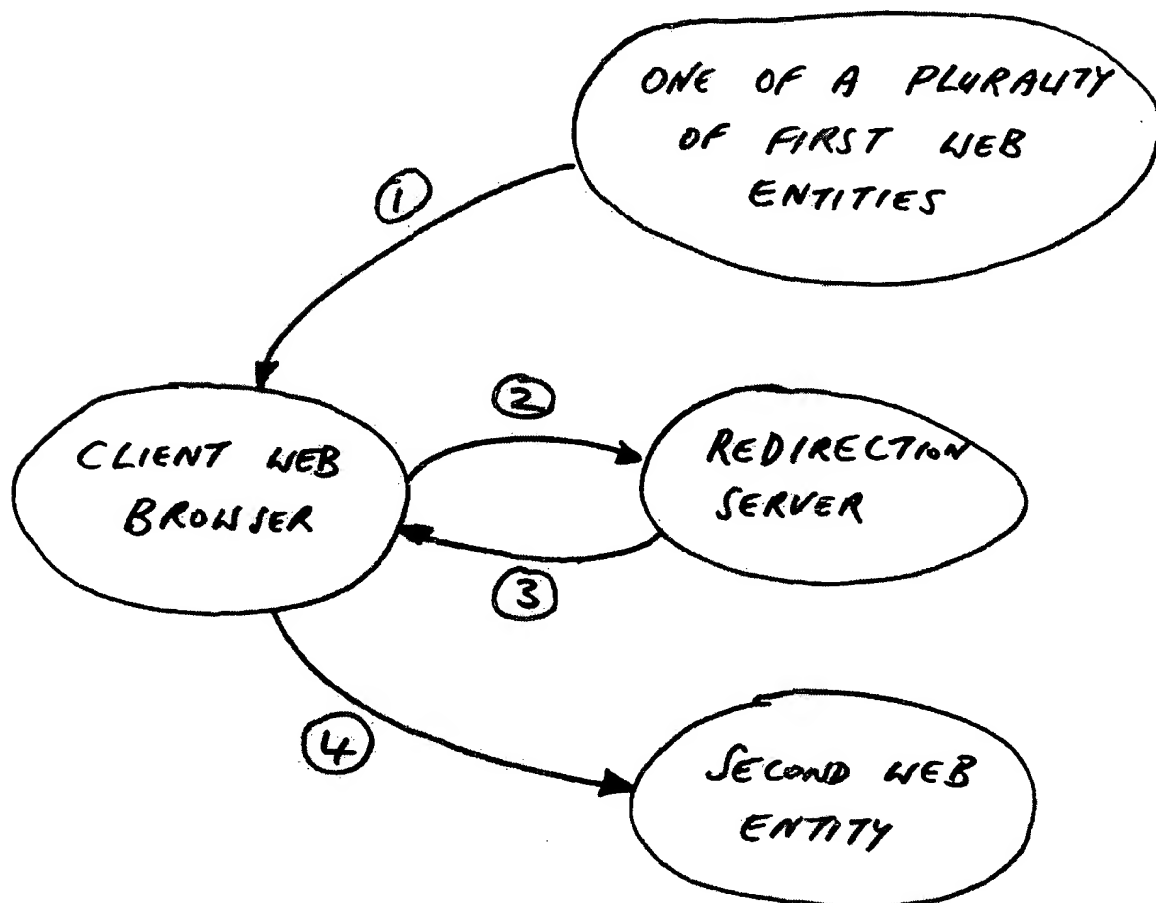 ONE OF A PLURALITY
OF FIRST WEB
ENTITIES
1
2
CLIENT WEB
BROWSER
REDIRECTION
SERVER
3
4
SECOND WEB
ENTITY